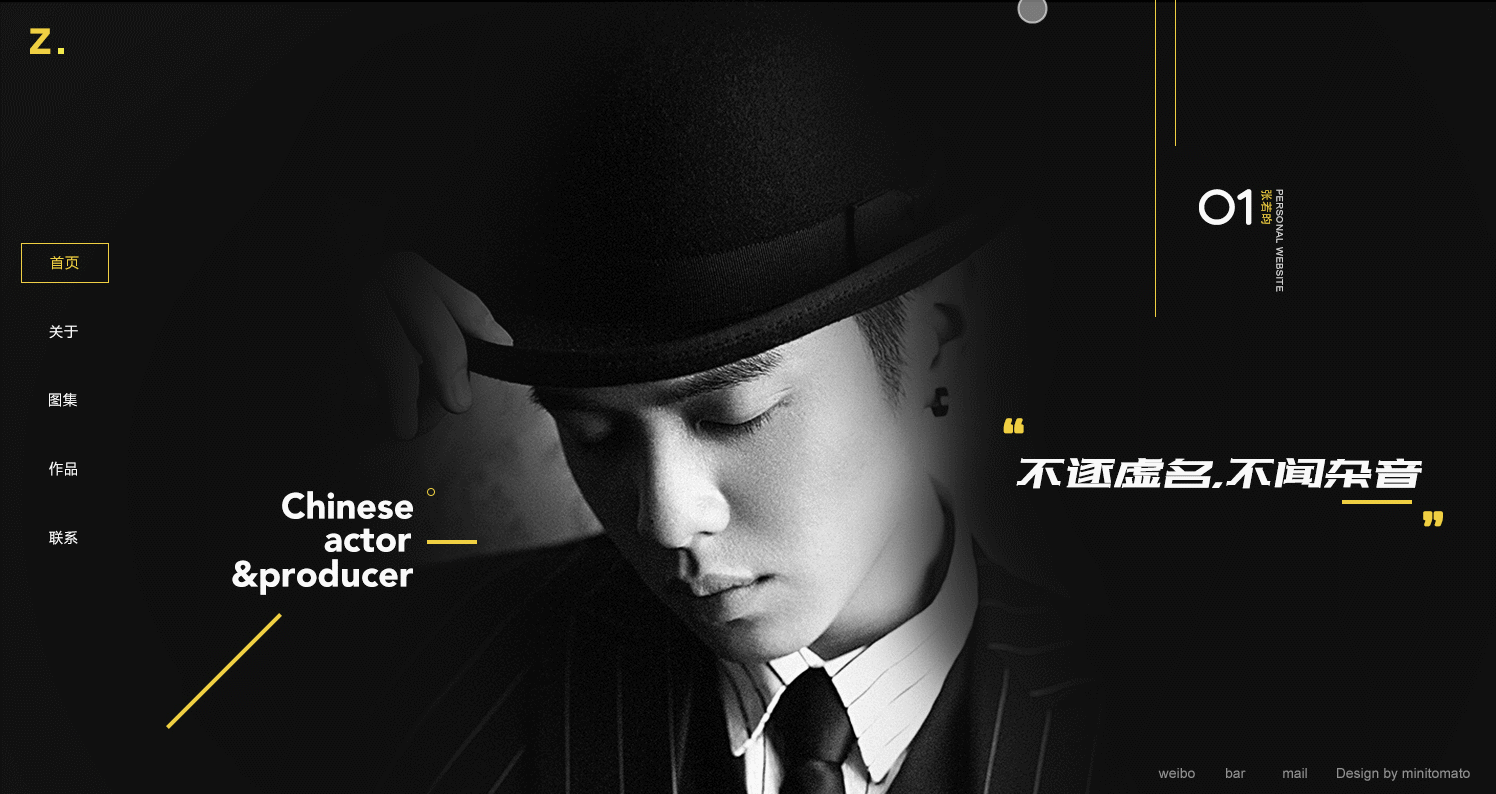 Z.
首页
关于
图集
作品
联系
Chinese
actor
&producer
01
张若昀
PERSONAL WEBSITE
“
不逐虚名,不闻杂音
”
weibo bar mail Design by minitomato